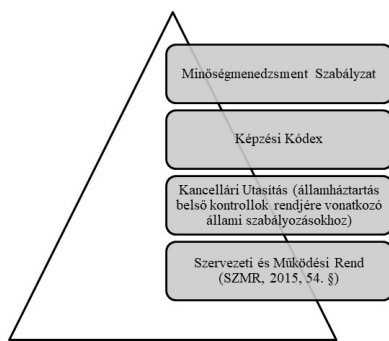 Minőségmenedzsment Szabályzat
Képzési Kódex
Kancellári Utasítás (államháztartás
belső kontrollok rendjére vonatkozó
állami szabályozásokhoz)
Szervezeti és Működési Rend
(SZMR, 2015, 54. §)